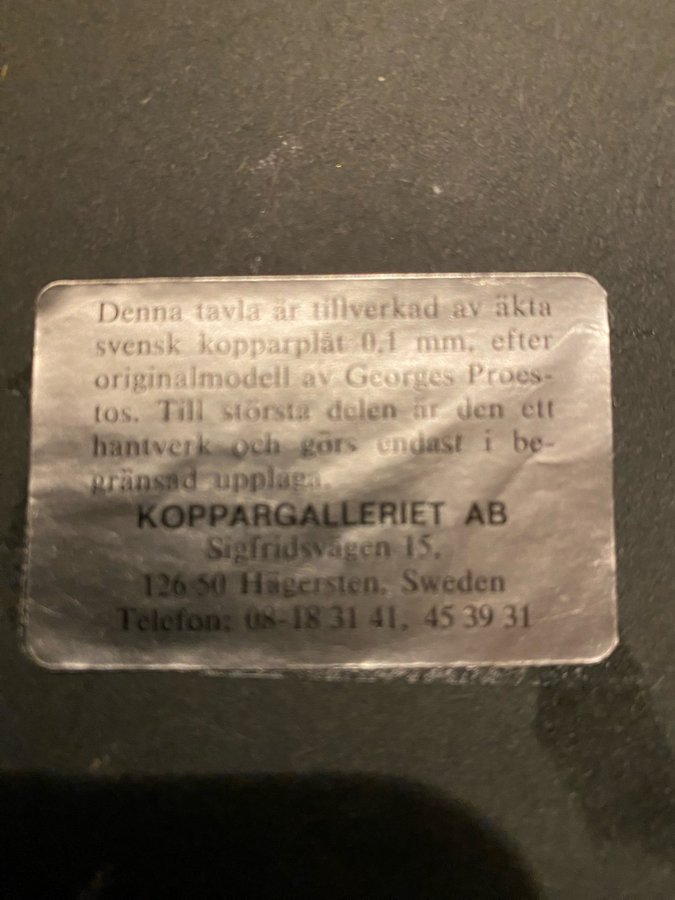 Denna tavla är tillverkad av äkta
svensk kopparplåt 0,1 mm, efter
originalmodell av Georges Proes-
tos. Till största delen är den ett
hantverk och görs endast i be-
gränsad upplaga.
KOPPARGALLERIET AB
Sigfridsvägen 15,
126 50 Hägersten, Sweden
Telefon: 08-18 31 41, 45 39 31